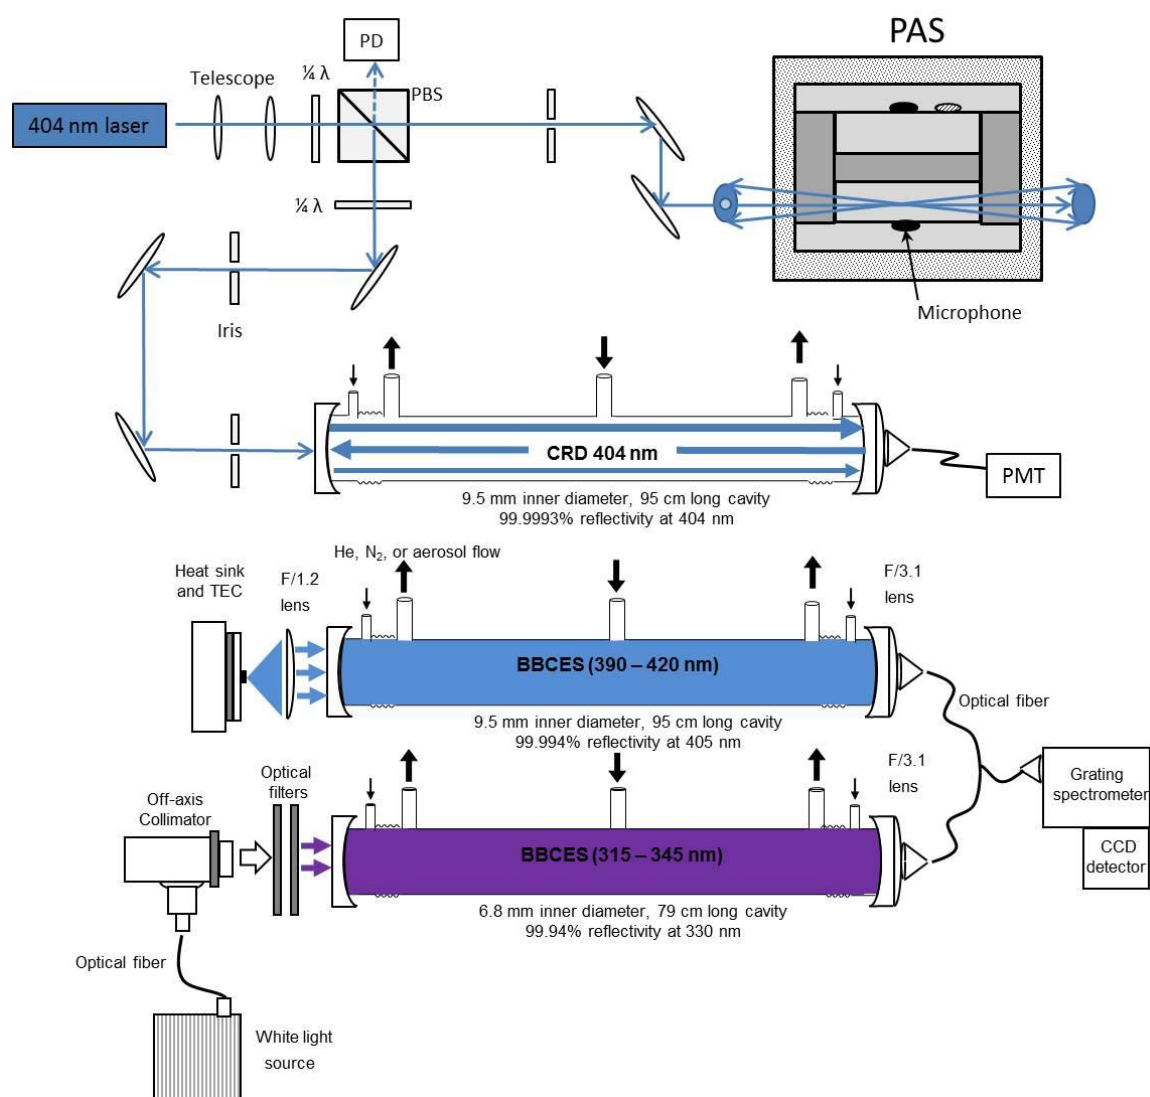 PAS
PD
Telescope
¼ λ
PBS
404 nm laser
¼ λ
Iris
Microphone
CRD 404 nm
PMT
9.5 mm inner diameter, 95 cm long cavity
99.9993% reflectivity at 404 nm
He, N₂, or aerosol flow
Heat sink
and TEC
F/1.2
lens
F/3.1
lens
BBCES (390 – 420 nm)
Optical fiber
9.5 mm inner diameter, 95 cm long cavity
99.994% reflectivity at 405 nm
Optical
filters
F/3.1
lens
Off-axis
Collimator
Grating
spectrometer
BBCES (315 – 345 nm)
CCD
detector
6.8 mm inner diameter, 79 cm long cavity
99.94% reflectivity at 330 nm
Optical fiber
White light
source